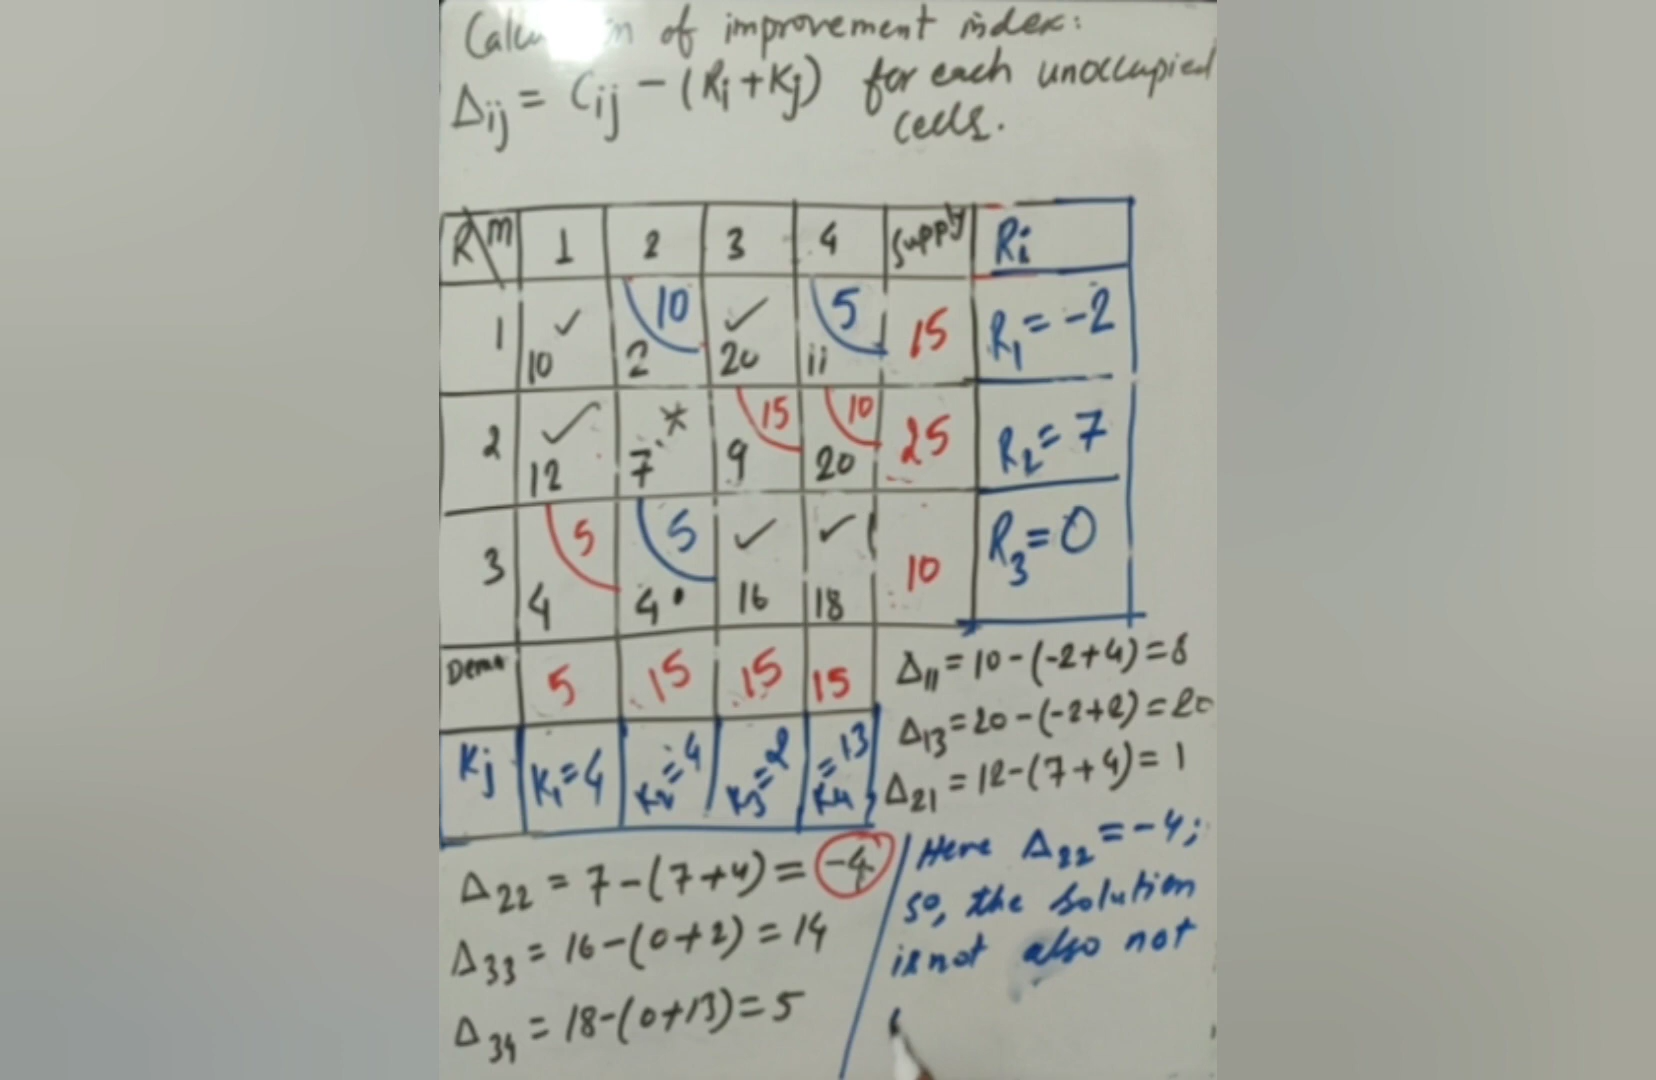 of improvement index:
Δij = Cij - (Ri + Kj) for each unoccupied
cells.
R\m 1 2 3 4 Supply Ri
1 10 ✓ 2 10 20 ✓ 11 5 15 R1 = -2
2 12 ✓ 7 * 9 15 20 10 25 R2 = 7
3 4 5 4 5 16 ✓ 18 ✓ 10 R3 = 0
Dema 5 15 15 15
Kj K1 = 4 K2 = 4 K3 = 2 K4 = 13
Δ11 = 10 - (-2+4) = 8
Δ13 = 20 - (-2+2) = 20
Δ21 = 12 - (7+4) = 1
Δ22 = 7 - (7+4) = -4
Δ33 = 16 - (0+2) = 14
Δ34 = 18 - (0+13) = 5
Here Δ22 = -4;
so, the solution
is not also not